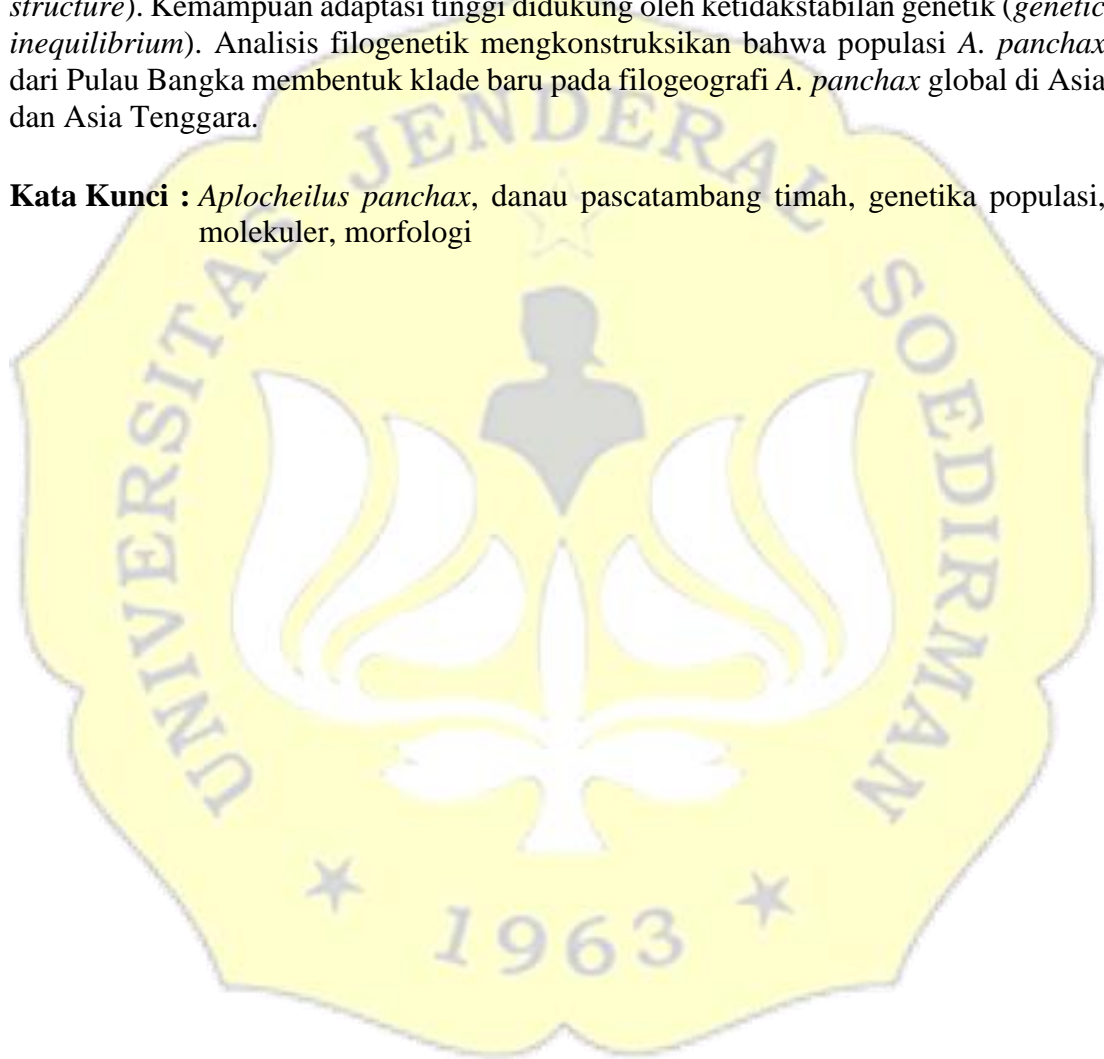 structure). Kemampuan adaptasi tinggi didukung oleh ketidakstabilan genetik (genetic
inequilibrium). Analisis filogenetik mengkonstruksikan bahwa populasi A. panchax
dari Pulau Bangka membentuk klade baru pada filogeografi A. panchax global di Asia
dan Asia Tenggara.
Kata Kunci : Aplocheilus panchax, danau pascatambang timah, genetika populasi,
molekuler, morfologi
UNIVERSITAS JENDERAL SOEDIRMAN
1963